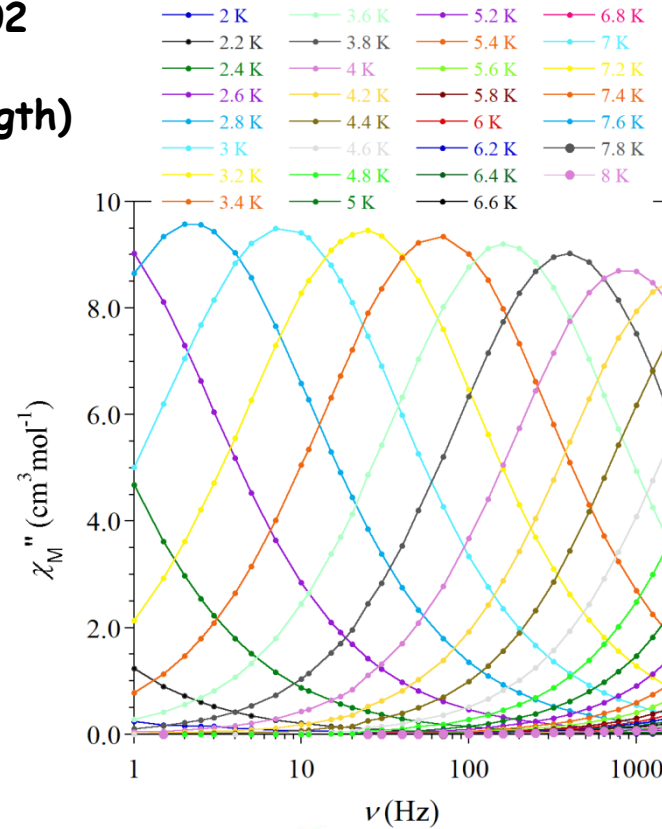 02
gth)
2 K 3.6 K 5.2 K 6.8 K
2.2 K 3.8 K 5.4 K 7 K
2.4 K 4 K 5.6 K 7.2 K
2.6 K 4.2 K 5.8 K 7.4 K
2.8 K 4.4 K 6 K 7.6 K
3 K 4.6 K 6.2 K 7.8 K
3.2 K 4.8 K 6.4 K 8 K
3.4 K 5 K 6.6 K
10
8.0
6.0
4.0
2.0
0.0
χM" (cm³mol⁻¹)
1 10 100 1000
ν (Hz)